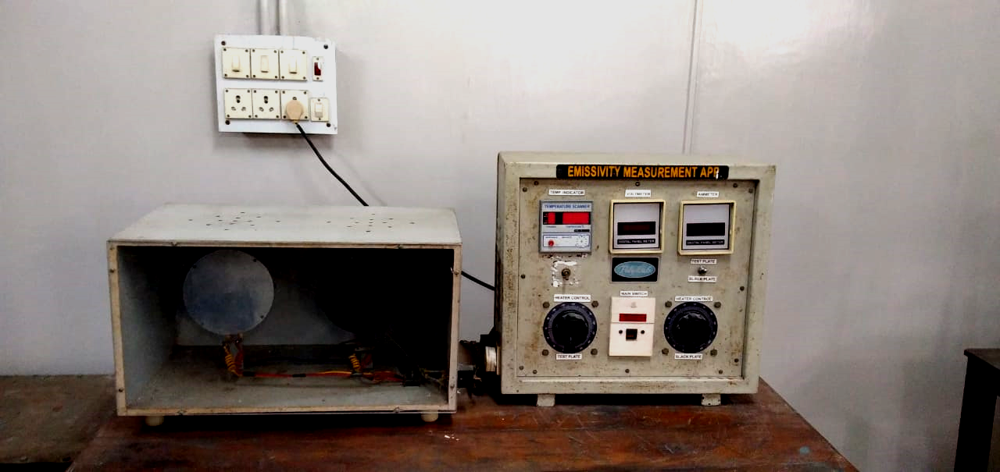 EMISSIVITY MEASUREMENT APP.
TEMP. INDICATOR
VOLTMETER
AMMETER
TEMPERATURE SCANNER
DIGITAL PANEL METER
DIGITAL PANEL METER
TEST PLATE
BLACK PLATE
HEATER CONTROL
MAIN SWITCH
HEATER CONTROL
TEST PLATE
BLACK PLATE